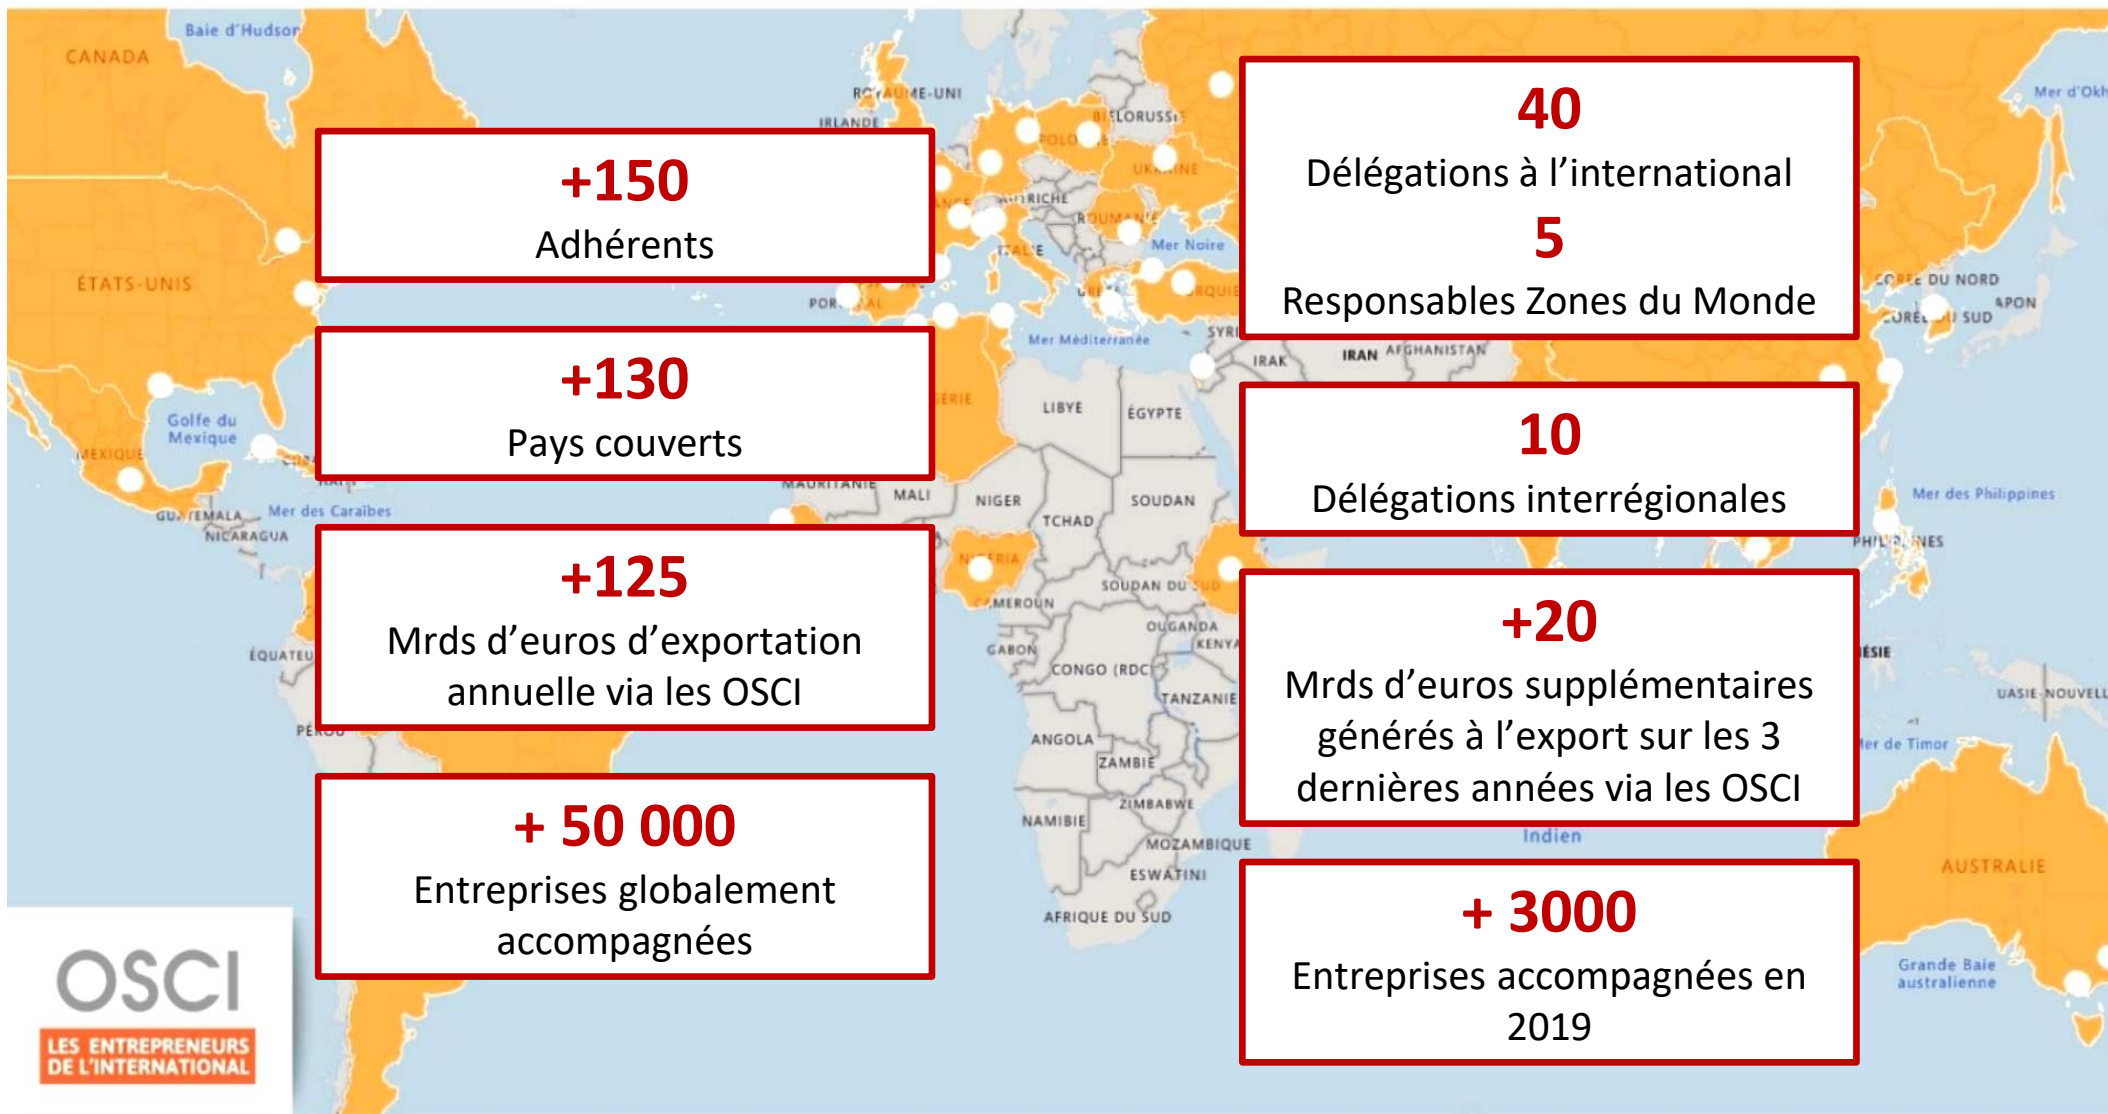 Baie d'Hudson
CANADA
ÉTATS-UNIS
Golfe du
Mexique
MEXIQUE
Mer des Caraïbes
NICARAGUA
PÉROU
+150
Adhérents
+130
Pays couverts
+125
Mrds d'euros d'exportation
annuelle via les OSCI
+ 50 000
Entreprises globalement
accompagnées
OSCI
LES ENTREPRENEURS
DE L'INTERNATIONAL
IRLANDE
Mer Noire
Mer Méditerranée
IRAK
IRAN
AFGHANISTAN
LIBYE
ÉGYPTE
MAURITANIE
MALI
NIGER
TCHAD
SOUDAN
OUGANDA
GABON
CONGO (RDC)
TANZANIE
ANGOLA
ZAMBIE
ZIMBABWE
NAMIBIE
MOZAMBIQUE
ESWATINI
AFRIQUE DU SUD
40
Délégations à l'international
5
Responsables Zones du Monde
10
Délégations interrégionales
+20
Mrds d'euros supplémentaires
générés à l'export sur les 3
dernières années via les OSCI
+ 3000
Entreprises accompagnées en
2019
Mer d'Okh
Mer des Philippines
Indien
AUSTRALIE
Grande Baie
australienne